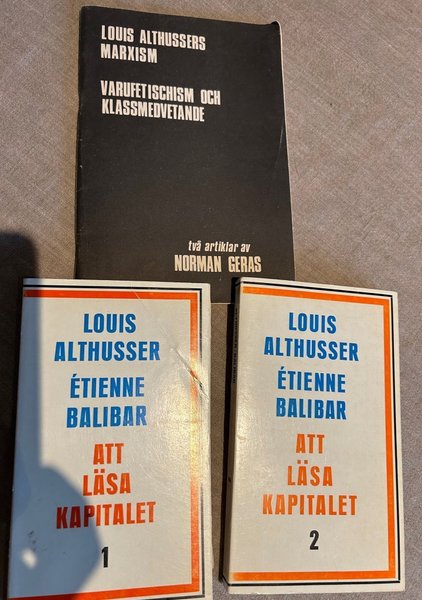 LOUIS ALTHUSSERS
MARXISM
VARUFETISCHISM OCH
KLASSMEDVETANDE
två artiklar av
NORMAN GERAS
LOUIS
ALTHUSSER
ÉTIENNE
BALIBAR
ATT
LÄSA
KAPITALET
1
LOUIS
ALTHUSSER
ÉTIENNE
BALIBAR
ATT
LÄSA
KAPITALET
2